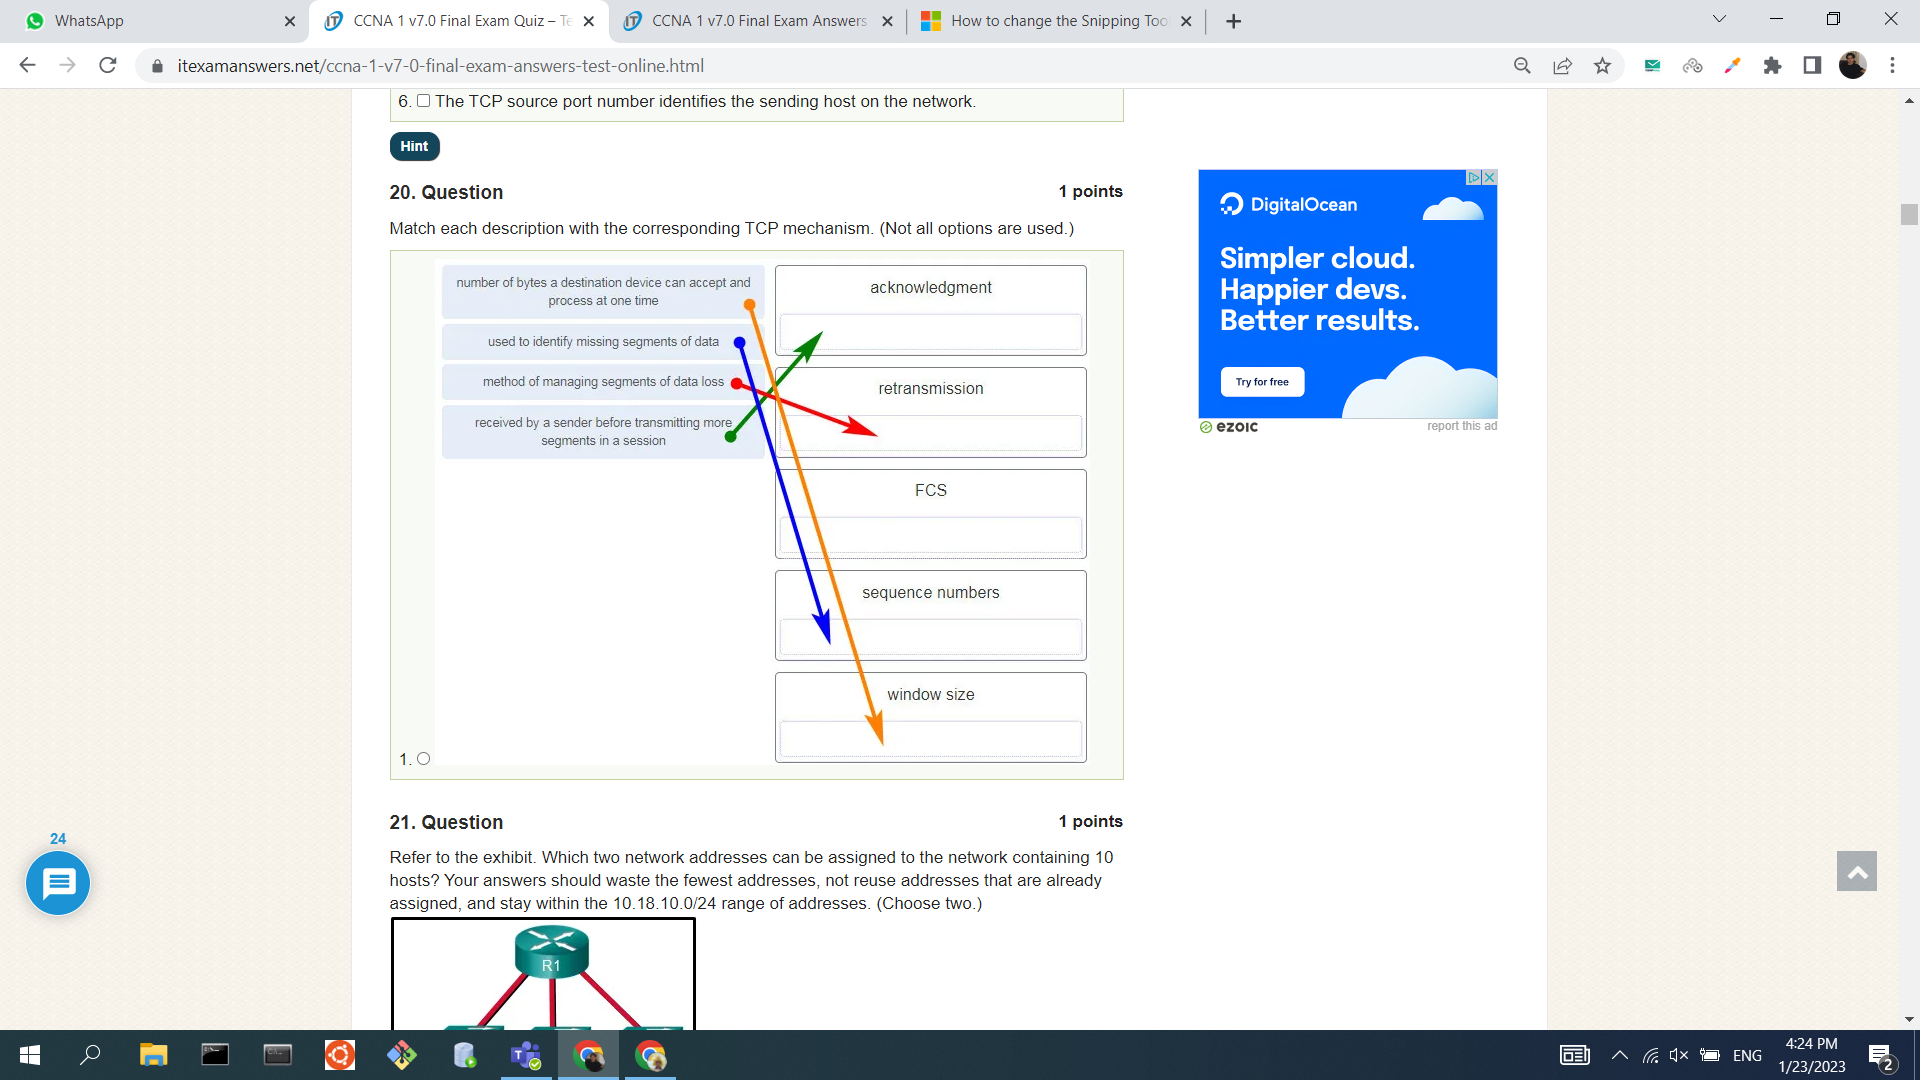 WhatsApp
CCNA 1 v7.0 Final Exam Quiz – Te
CCNA 1 v7.0 Final Exam Answers
How to change the Snipping Tool
itexamanswers.net/ccna-1-v7-0-final-exam-answers-test-online.html
6. The TCP source port number identifies the sending host on the network.
Hint
20. Question
1 points
Match each description with the corresponding TCP mechanism. (Not all options are used.)
number of bytes a destination device can accept and
process at one time
used to identify missing segments of data
method of managing segments of data loss
received by a sender before transmitting more
segments in a session
acknowledgment
retransmission
FCS
sequence numbers
window size
1.
DigitalOcean
Simpler cloud.
Happier devs.
Better results.
Try for free
ezoic
report this ad
21. Question
1 points
Refer to the exhibit. Which two network addresses can be assigned to the network containing 10
hosts? Your answers should waste the fewest addresses, not reuse addresses that are already
assigned, and stay within the 10.18.10.0/24 range of addresses. (Choose two.)
R1
24
ENG
4:24 PM
1/23/2023
2